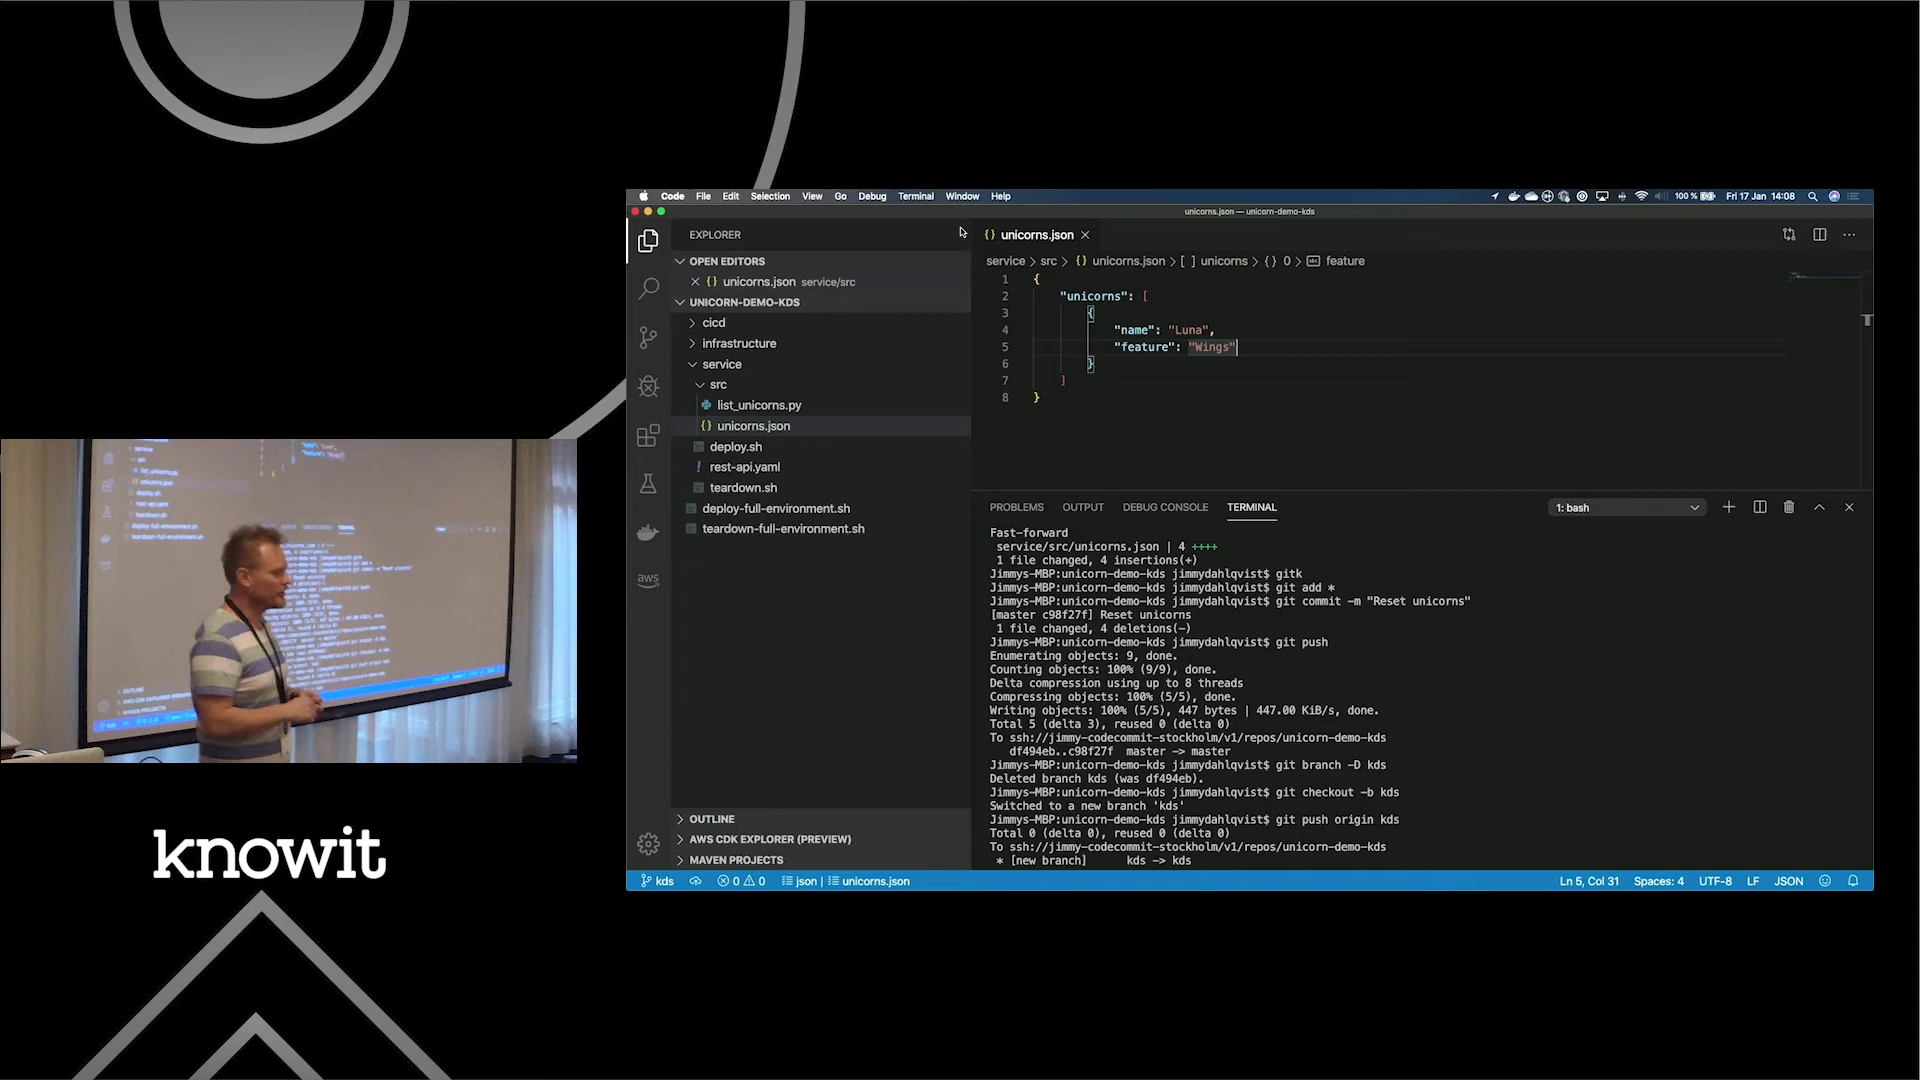 Code File Edit Selection View Go Debug Terminal Window Help 100 % Fri 17 Jan 14:08
unicorns.json — unicorn-demo-kds
EXPLORER
OPEN EDITORS
unicorns.json service/src
UNICORN-DEMO-KDS
cicd
infrastructure
service
src
list_unicorns.py
unicorns.json
deploy.sh
rest-api.yaml
teardown.sh
deploy-full-environment.sh
teardown-full-environment.sh
OUTLINE
AWS CDK EXPLORER (PREVIEW)
MAVEN PROJECTS
aws
{} unicorns.json
service > src > {} unicorns.json > [ ] unicorns > {} 0 > feature
1 {
2 "unicorns": [
3 {
4 "name": "Luna",
5 "feature": "Wings"
6 }
7 ]
8 }
PROBLEMS OUTPUT DEBUG CONSOLE TERMINAL 1: bash
Fast-forward
service/src/unicorns.json | 4 ++++
1 file changed, 4 insertions(+)
Jimmys-MBP:unicorn-demo-kds jimmydahlqvist$ gitk
Jimmys-MBP:unicorn-demo-kds jimmydahlqvist$ git add *
Jimmys-MBP:unicorn-demo-kds jimmydahlqvist$ git commit -m "Reset unicorns"
[master c98f27f] Reset unicorns
1 file changed, 4 deletions(-)
Jimmys-MBP:unicorn-demo-kds jimmydahlqvist$ git push
Enumerating objects: 9, done.
Counting objects: 100% (9/9), done.
Delta compression using up to 8 threads
Compressing objects: 100% (5/5), done.
Writing objects: 100% (5/5), 447 bytes | 447.00 KiB/s, done.
Total 5 (delta 3), reused 0 (delta 0)
To ssh://jimmy-codecommit-stockholm/v1/repos/unicorn-demo-kds
df494eb..c98f27f master -> master
Jimmys-MBP:unicorn-demo-kds jimmydahlqvist$ git branch -D kds
Deleted branch kds (was df494eb).
Jimmys-MBP:unicorn-demo-kds jimmydahlqvist$ git checkout -b kds
Switched to a new branch 'kds'
Jimmys-MBP:unicorn-demo-kds jimmydahlqvist$ git push origin kds
Total 0 (delta 0), reused 0 (delta 0)
To ssh://jimmy-codecommit-stockholm/v1/repos/unicorn-demo-kds
* [new branch] kds -> kds
kds 0 0 json | unicorns.json Ln 5, Col 31 Spaces: 4 UTF-8 LF JSON
knowit